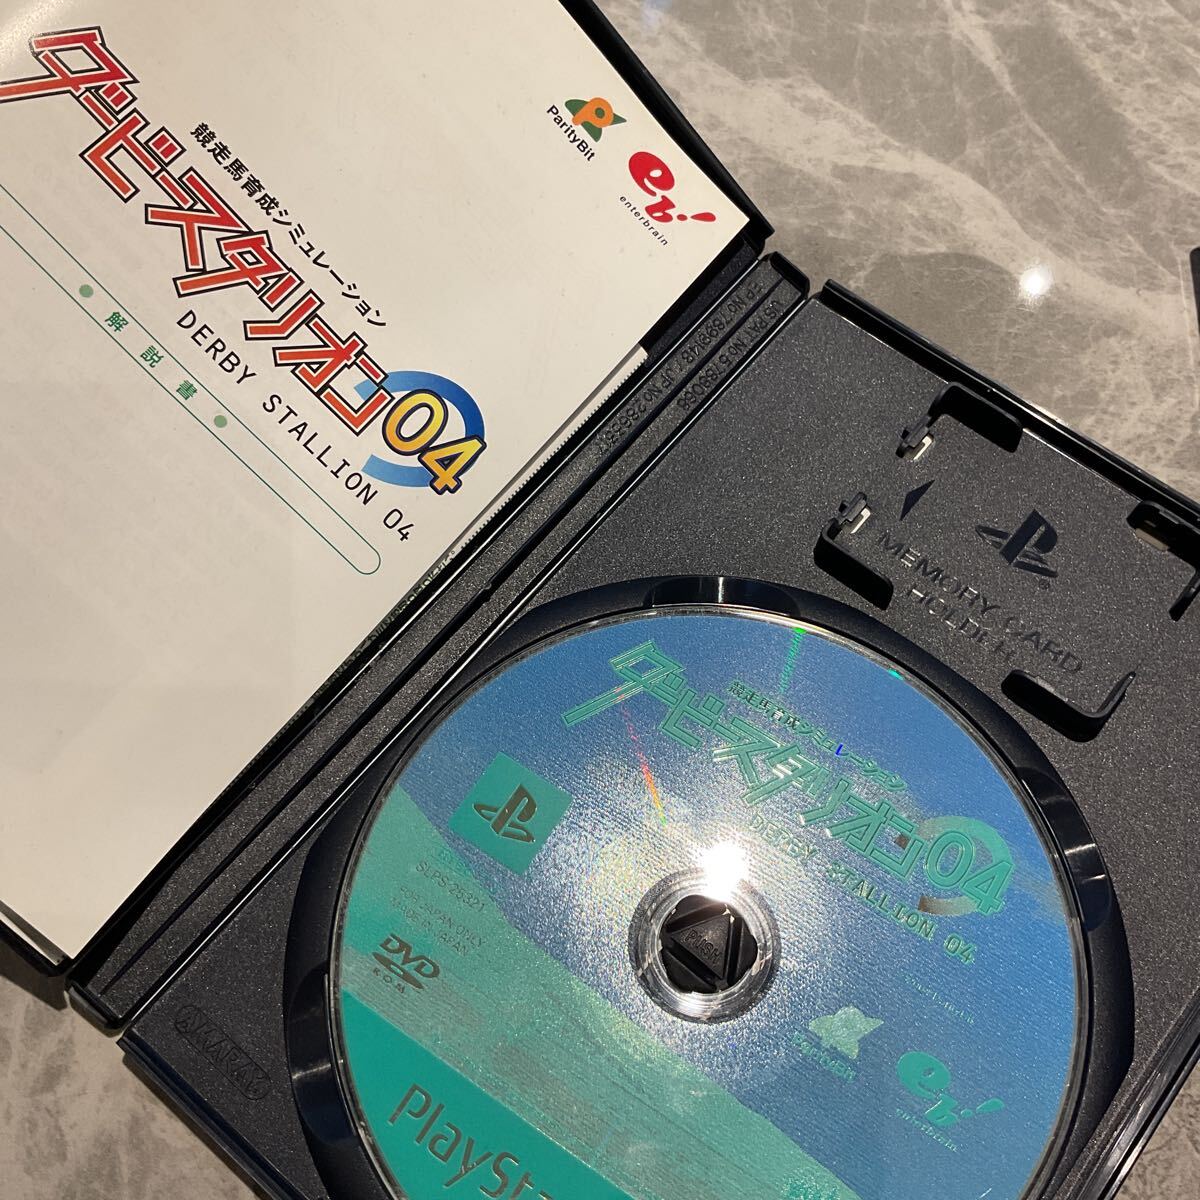 ParityBit
eb!
enterbrain
競走馬育成シミュレーション
ダービースタリオン04
DERBY STALLION 04
●解説書●
MEMORY CARD
HOLDER
競走馬育成シミュレーション
ダービースタリオン04
DERBY STALLION 04
SLPS 25321
FOR JAPAN ONLY
MADE IN JAPAN
DVD
ROM
PUSH
ParityBit
eb!
enterbrain
PlaySta
AMARAY